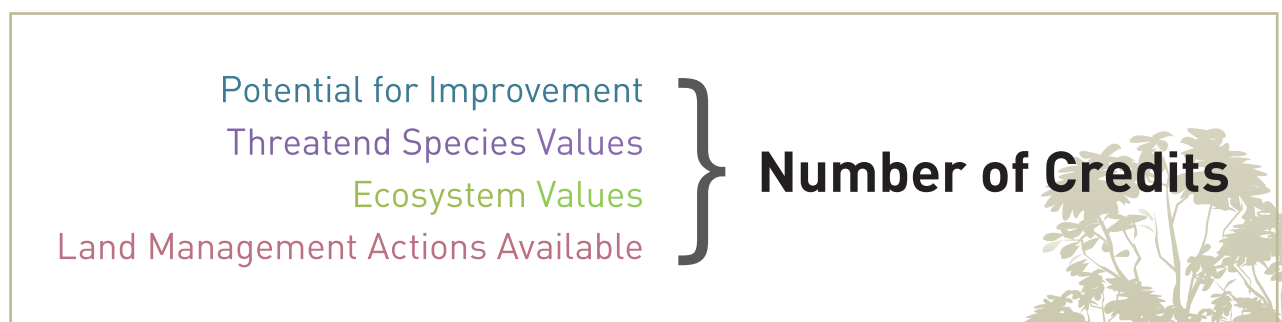 Potential for Improvement
Threatend Species Values
Ecosystem Values
Land Management Actions Available
Number of Credits